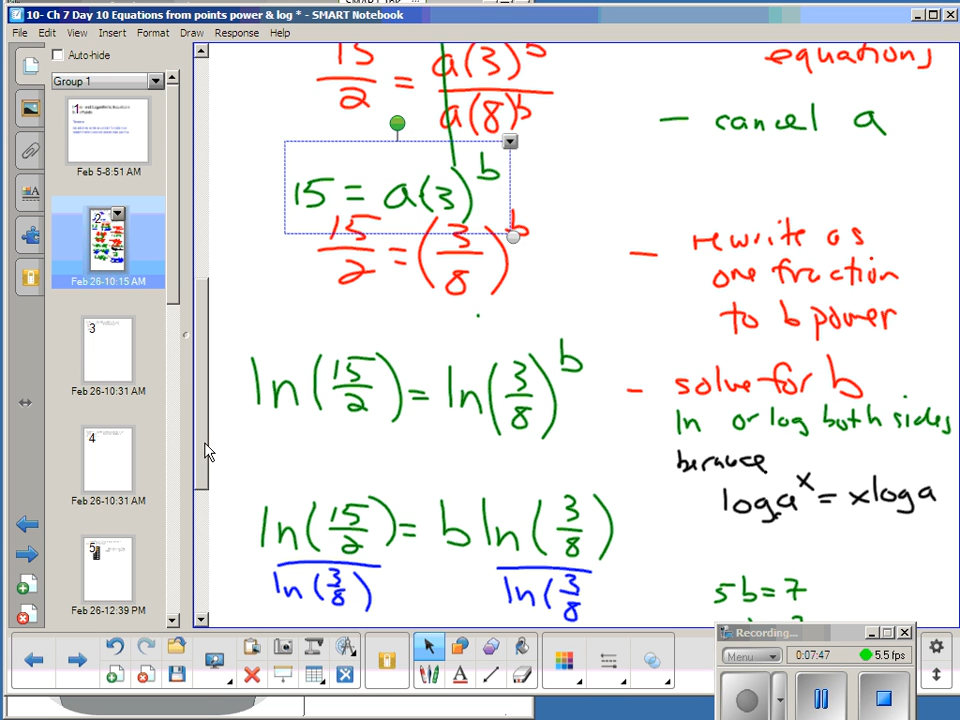 10- Ch 7 Day 10 Equations from points power & log * - SMART Notebook
File Edit View Insert Format Draw Response Help
Auto-hide
Group 1
1
Feb 5-8:51 AM
2
Feb 26-10:15 AM
3
Feb 26-10:31 AM
4
Feb 26-10:31 AM
5
Feb 26-12:39 PM
15/2 = a(3)^b / a(8)^b
equations
- cancel a
15 = a(3)^b
15/2 = (3/8)^b
- rewrite as
one fraction
to b power
ln(15/2) = ln(3/8)^b
- solve for b
ln or log both sides
because
log a^x = x log a
ln(15/2) = b ln(3/8)
ln(3/8) ln(3/8
5b = 7
Recording...
Menu 0:07:47 5.5 fps